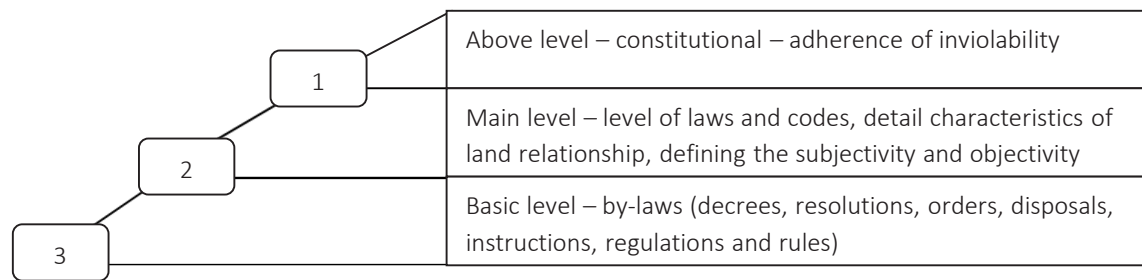 Above level – constitutional – adherence of inviolability
1
Main level – level of laws and codes, detail characteristics of
land relationship, defining the subjectivity and objectivity
2
Basic level – by-laws (decrees, resolutions, orders, disposals,
instructions, regulations and rules)
3